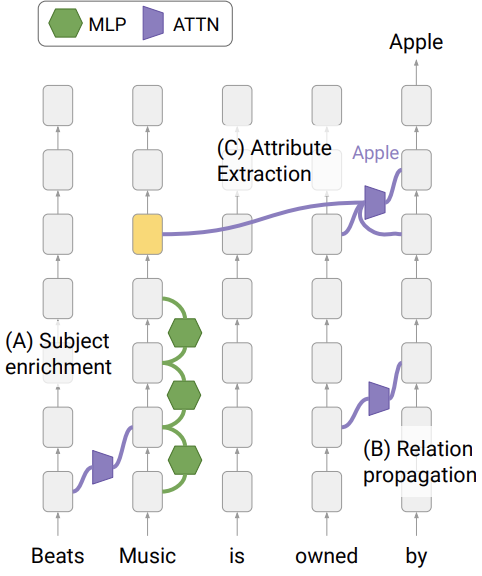 MLP ATTN
Apple
(C) Attribute
Extraction
Apple
(A) Subject
enrichment
(B) Relation
propagation
Beats Music is owned by